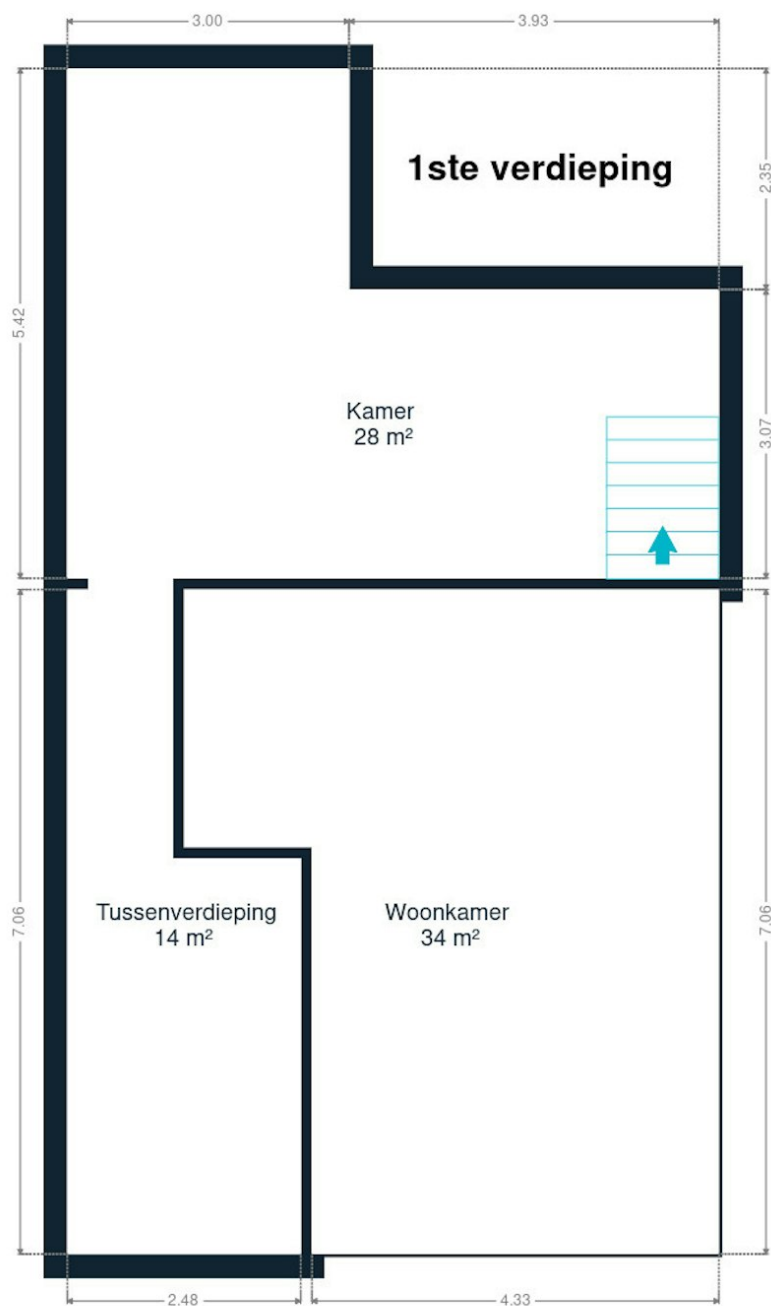 3.00
3.93
1ste verdieping
2.35
5.42
Kamer
28 m²
3.07
7.06
Tussenverdieping
14 m²
Woonkamer
34 m²
7.06
2.48
4.33